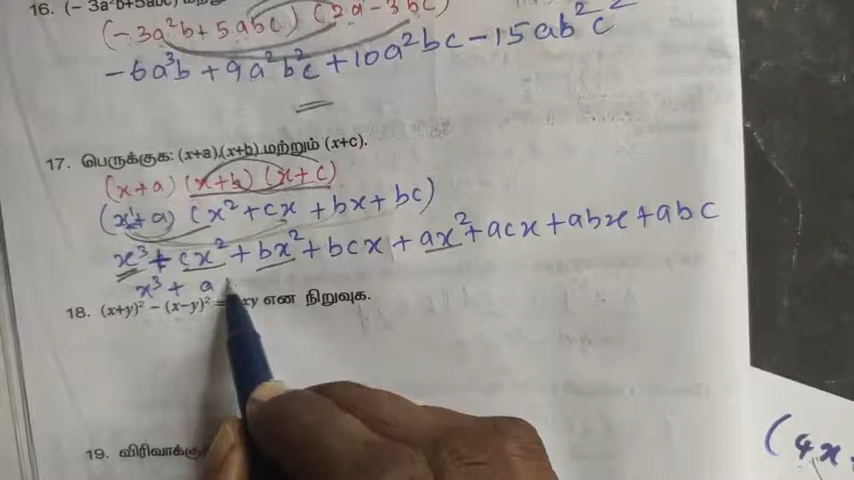 16. (– 3a²b+5abc)
(-3a²b + 5abc) (2a - 3bc)
-6a³b + 9a²b²c + 10a²bc - 15ab²c²
17. பெருக்குக: (x+a),(x+b) மற்றும் (x+c).
(x+a) (x+b) (x+c)
(x+a) (x² + cx + bx + bc)
x³ + cx² + bx² + bcx + ax² + acx + abx + abc
x³ + a
18. (x+y)² – (x–y)² = xy என நிறுவுக.
19. விரிவாக்கு
(4x